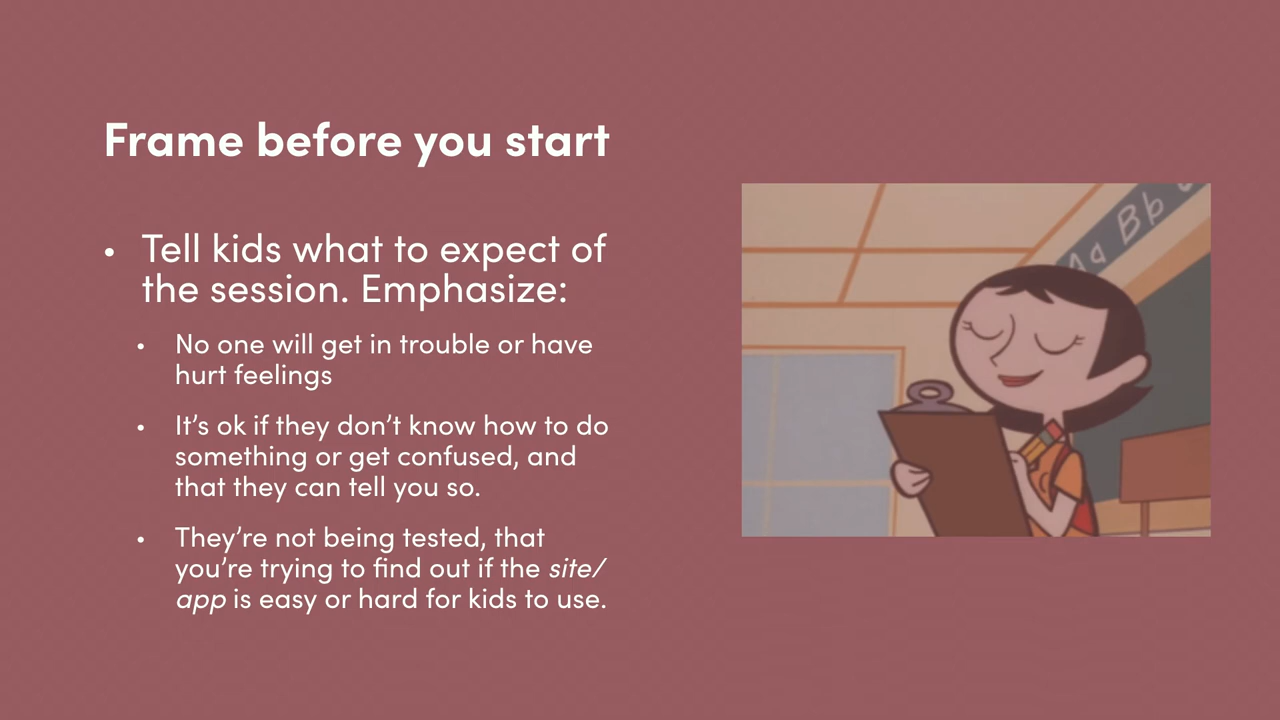 Frame before you start
• Tell kids what to expect of
the session. Emphasize:
• No one will get in trouble or have
hurt feelings
• It’s ok if they don’t know how to do
something or get confused, and
that they can tell you so.
• They’re not being tested, that
you’re trying to find out if the site/
app is easy or hard for kids to use.
Aa Bb